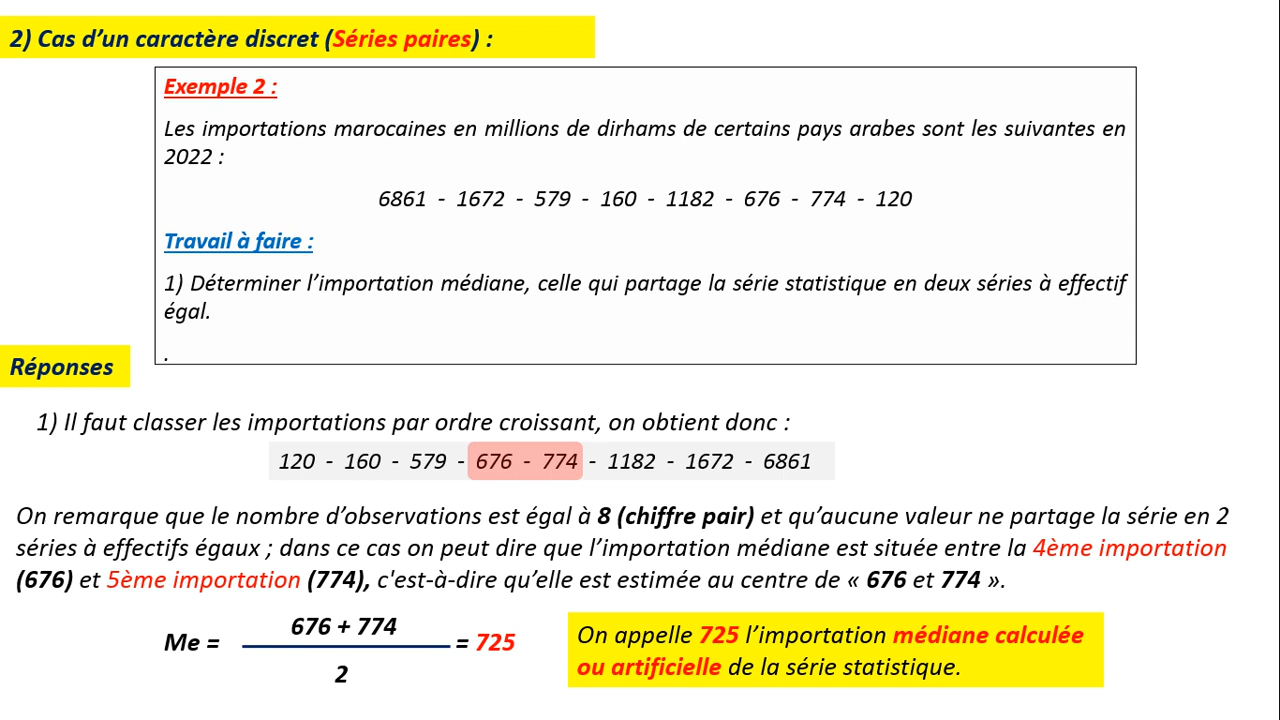 2) Cas d’un caractère discret (Séries paires) :
Exemple 2 :
Les importations marocaines en millions de dirhams de certains pays arabes sont les suivantes en
2022 :
6861 - 1672 - 579 - 160 - 1182 - 676 - 774 - 120
Travail à faire :
1) Déterminer l’importation médiane, celle qui partage la série statistique en deux séries à effectif
égal.
.
Réponses
1) Il faut classer les importations par ordre croissant, on obtient donc :
120 - 160 - 579 - 676 - 774 - 1182 - 1672 - 6861
On remarque que le nombre d’observations est égal à 8 (chiffre pair) et qu’aucune valeur ne partage la série en 2
séries à effectifs égaux ; dans ce cas on peut dire que l’importation médiane est située entre la 4ème importation
(676) et 5ème importation (774), c'est-à-dire qu’elle est estimée au centre de « 676 et 774 ».
676 + 774
Me = = 725
2
On appelle 725 l’importation médiane calculée
ou artificielle de la série statistique.